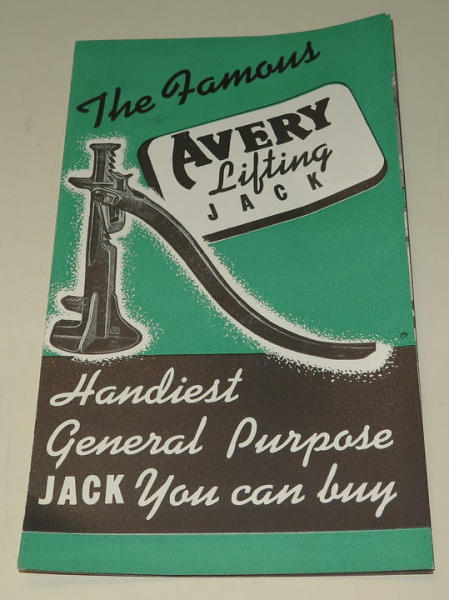 The Famous
AVERY
Lifting
JACK
Handiest
General Purpose
JACK You can buy